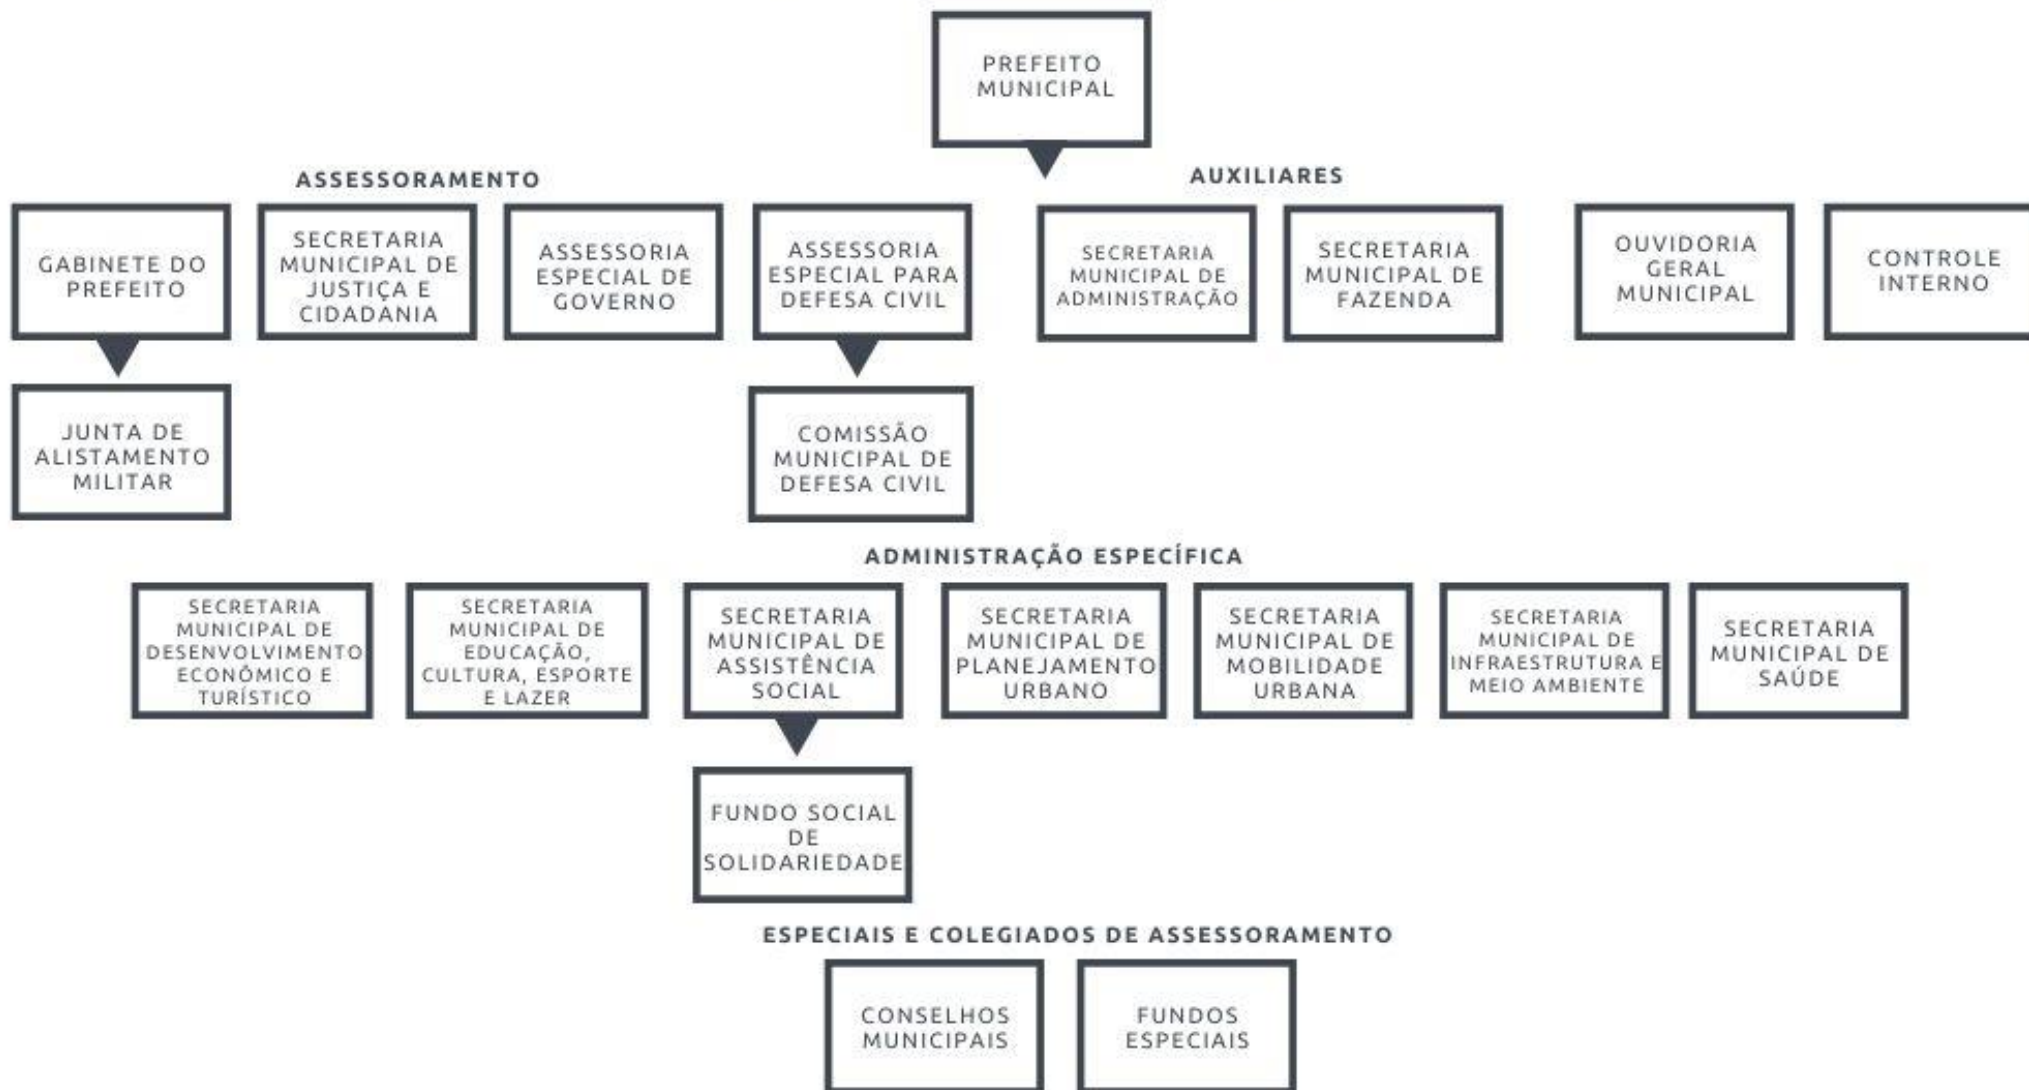 PREFEITO
MUNICIPAL
ASSESSORAMENTO
AUXILIARES
GABINETE DO
PREFEITO
SECRETARIA
MUNICIPAL DE
JUSTIÇA E
CIDADANIA
ASSESSORIA
ESPECIAL DE
GOVERNO
ASSESSORIA
ESPECIAL PARA
DEFESA CIVIL
SECRETARIA
MUNICIPAL DE
ADMINISTRAÇÃO
SECRETARIA
MUNICIPAL DE
FAZENDA
OUVIDORIA
GERAL
MUNICIPAL
CONTROLE
INTERNO
JUNTA DE
ALISTAMENTO
MILITAR
COMISSÃO
MUNICIPAL DE
DEFESA CIVIL
ADMINISTRAÇÃO ESPECÍFICA
SECRETARIA
MUNICIPAL DE
DESENVOLVIMENTO
ECONÔMICO E
TURÍSTICO
SECRETARIA
MUNICIPAL DE
EDUCAÇÃO,
CULTURA, ESPORTE
E LAZER
SECRETARIA
MUNICIPAL DE
ASSISTÊNCIA
SOCIAL
SECRETARIA
MUNICIPAL DE
PLANEJAMENTO
URBANO
SECRETARIA
MUNICIPAL DE
MOBILIDADE
URBANA
SECRETARIA
MUNICIPAL DE
INFRAESTRUTURA E
MEIO AMBIENTE
SECRETARIA
MUNICIPAL DE
SAÚDE
FUNDO SOCIAL
DE
SOLIDARIEDADE
ESPECIAIS E COLEGIADOS DE ASSESSORAMENTO
CONSELHOS
MUNICIPAIS
FUNDOS
ESPECIAIS